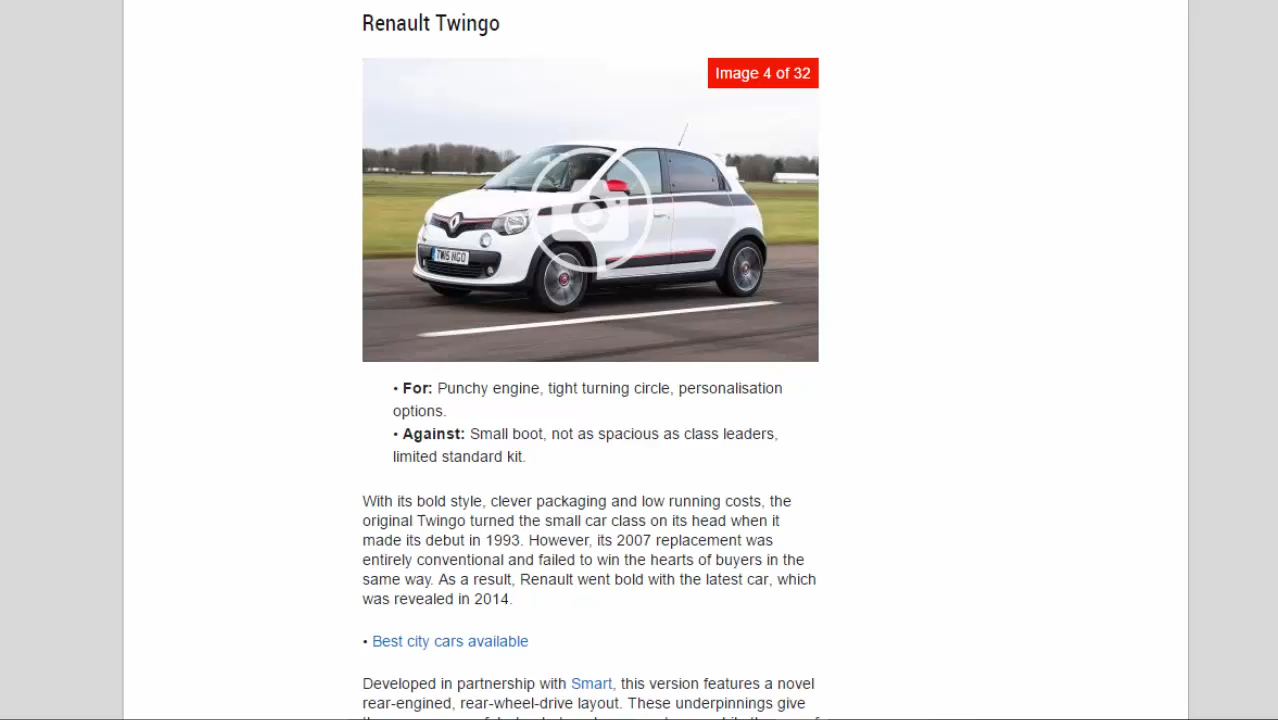 Renault Twingo
Image 4 of 32
TW15 NGO
• For: Punchy engine, tight turning circle, personalisation
options.
• Against: Small boot, not as spacious as class leaders,
limited standard kit.
With its bold style, clever packaging and low running costs, the
original Twingo turned the small car class on its head when it
made its debut in 1993. However, its 2007 replacement was
entirely conventional and failed to win the hearts of buyers in the
same way. As a result, Renault went bold with the latest car, which
was revealed in 2014.
• Best city cars available
Developed in partnership with Smart, this version features a novel
rear-engined, rear-wheel-drive layout. These underpinnings give